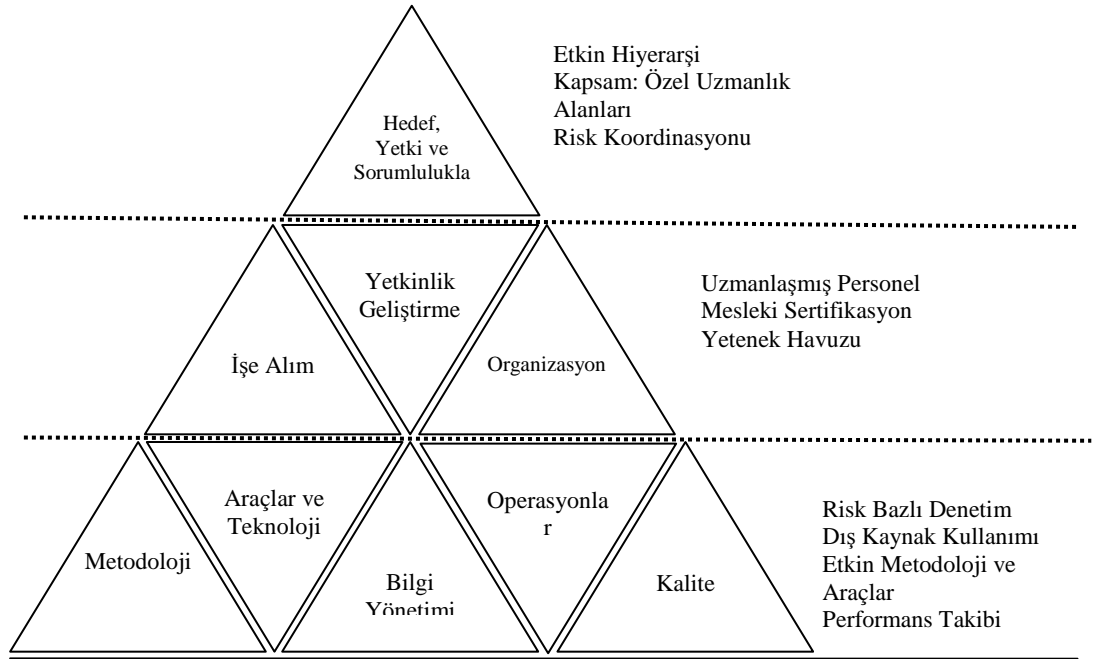 Etkin Hiyerarşi
Kapsam: Özel Uzmanlık
Alanları
Risk Koordinasyonu
Hedef,
Yetki ve
Sorumlulukla
Yetkinlik
Geliştirme
İşe Alım
Organizasyon
Uzmanlaşmış Personel
Mesleki Sertifikasyon
Yetenek Havuzu
Metodoloji
Araçlar ve
Teknoloji
Bilgi
Yönetimi
Operasyonla
r
Kalite
Risk Bazlı Denetim
Dış Kaynak Kullanımı
Etkin Metodoloji ve
Araçlar
Performans Takibi